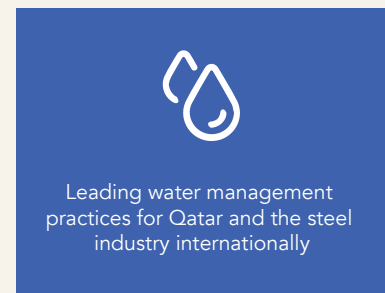 Leading water management
practices for Qatar and the steel
industry internationally